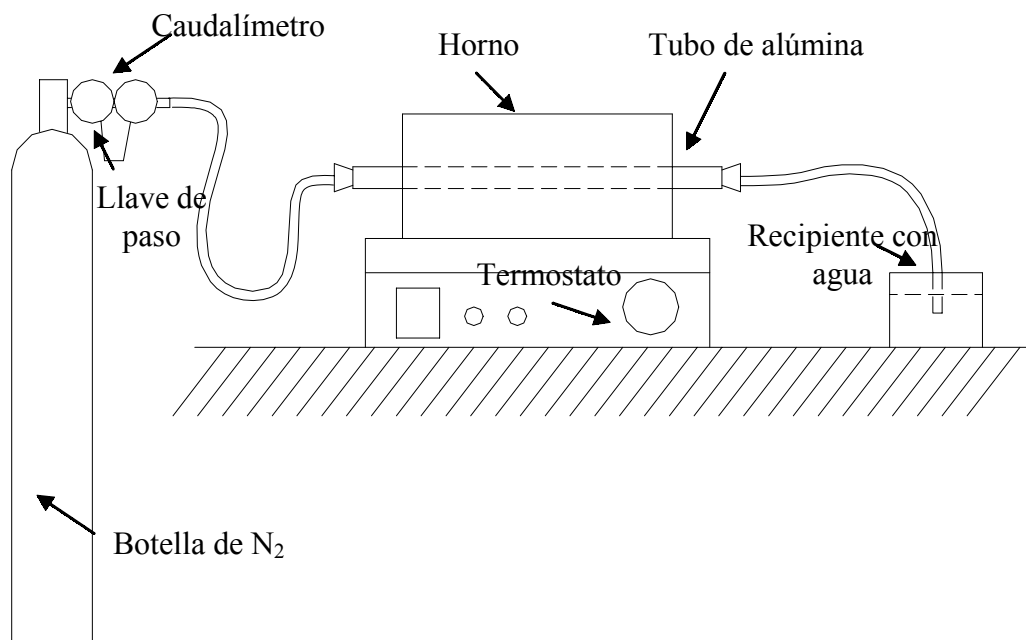 Caudalímetro
Horno
Tubo de alúmina
Llave de
paso
Recipiente con
agua
Termostato
Botella de N₂